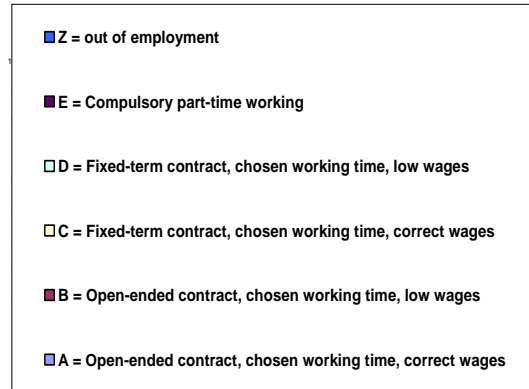 Z = out of employment
1
E = Compulsory part-time working
D = Fixed-term contract, chosen working time, low wages
C = Fixed-term contract, chosen working time, correct wages
B = Open-ended contract, chosen working time, low wages
A = Open-ended contract, chosen working time, correct wages